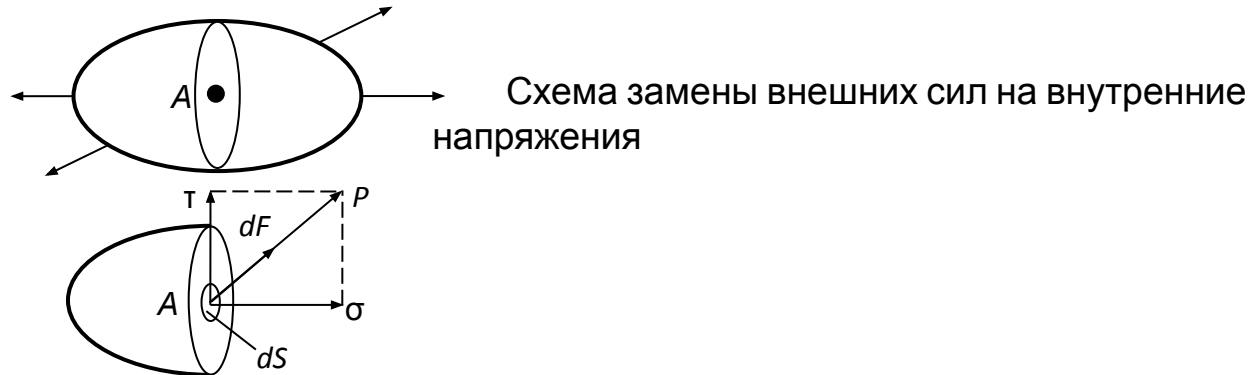 A
Схема замены внешних сил на внутренние
напряжения
τ
P
dF
A
σ
dS